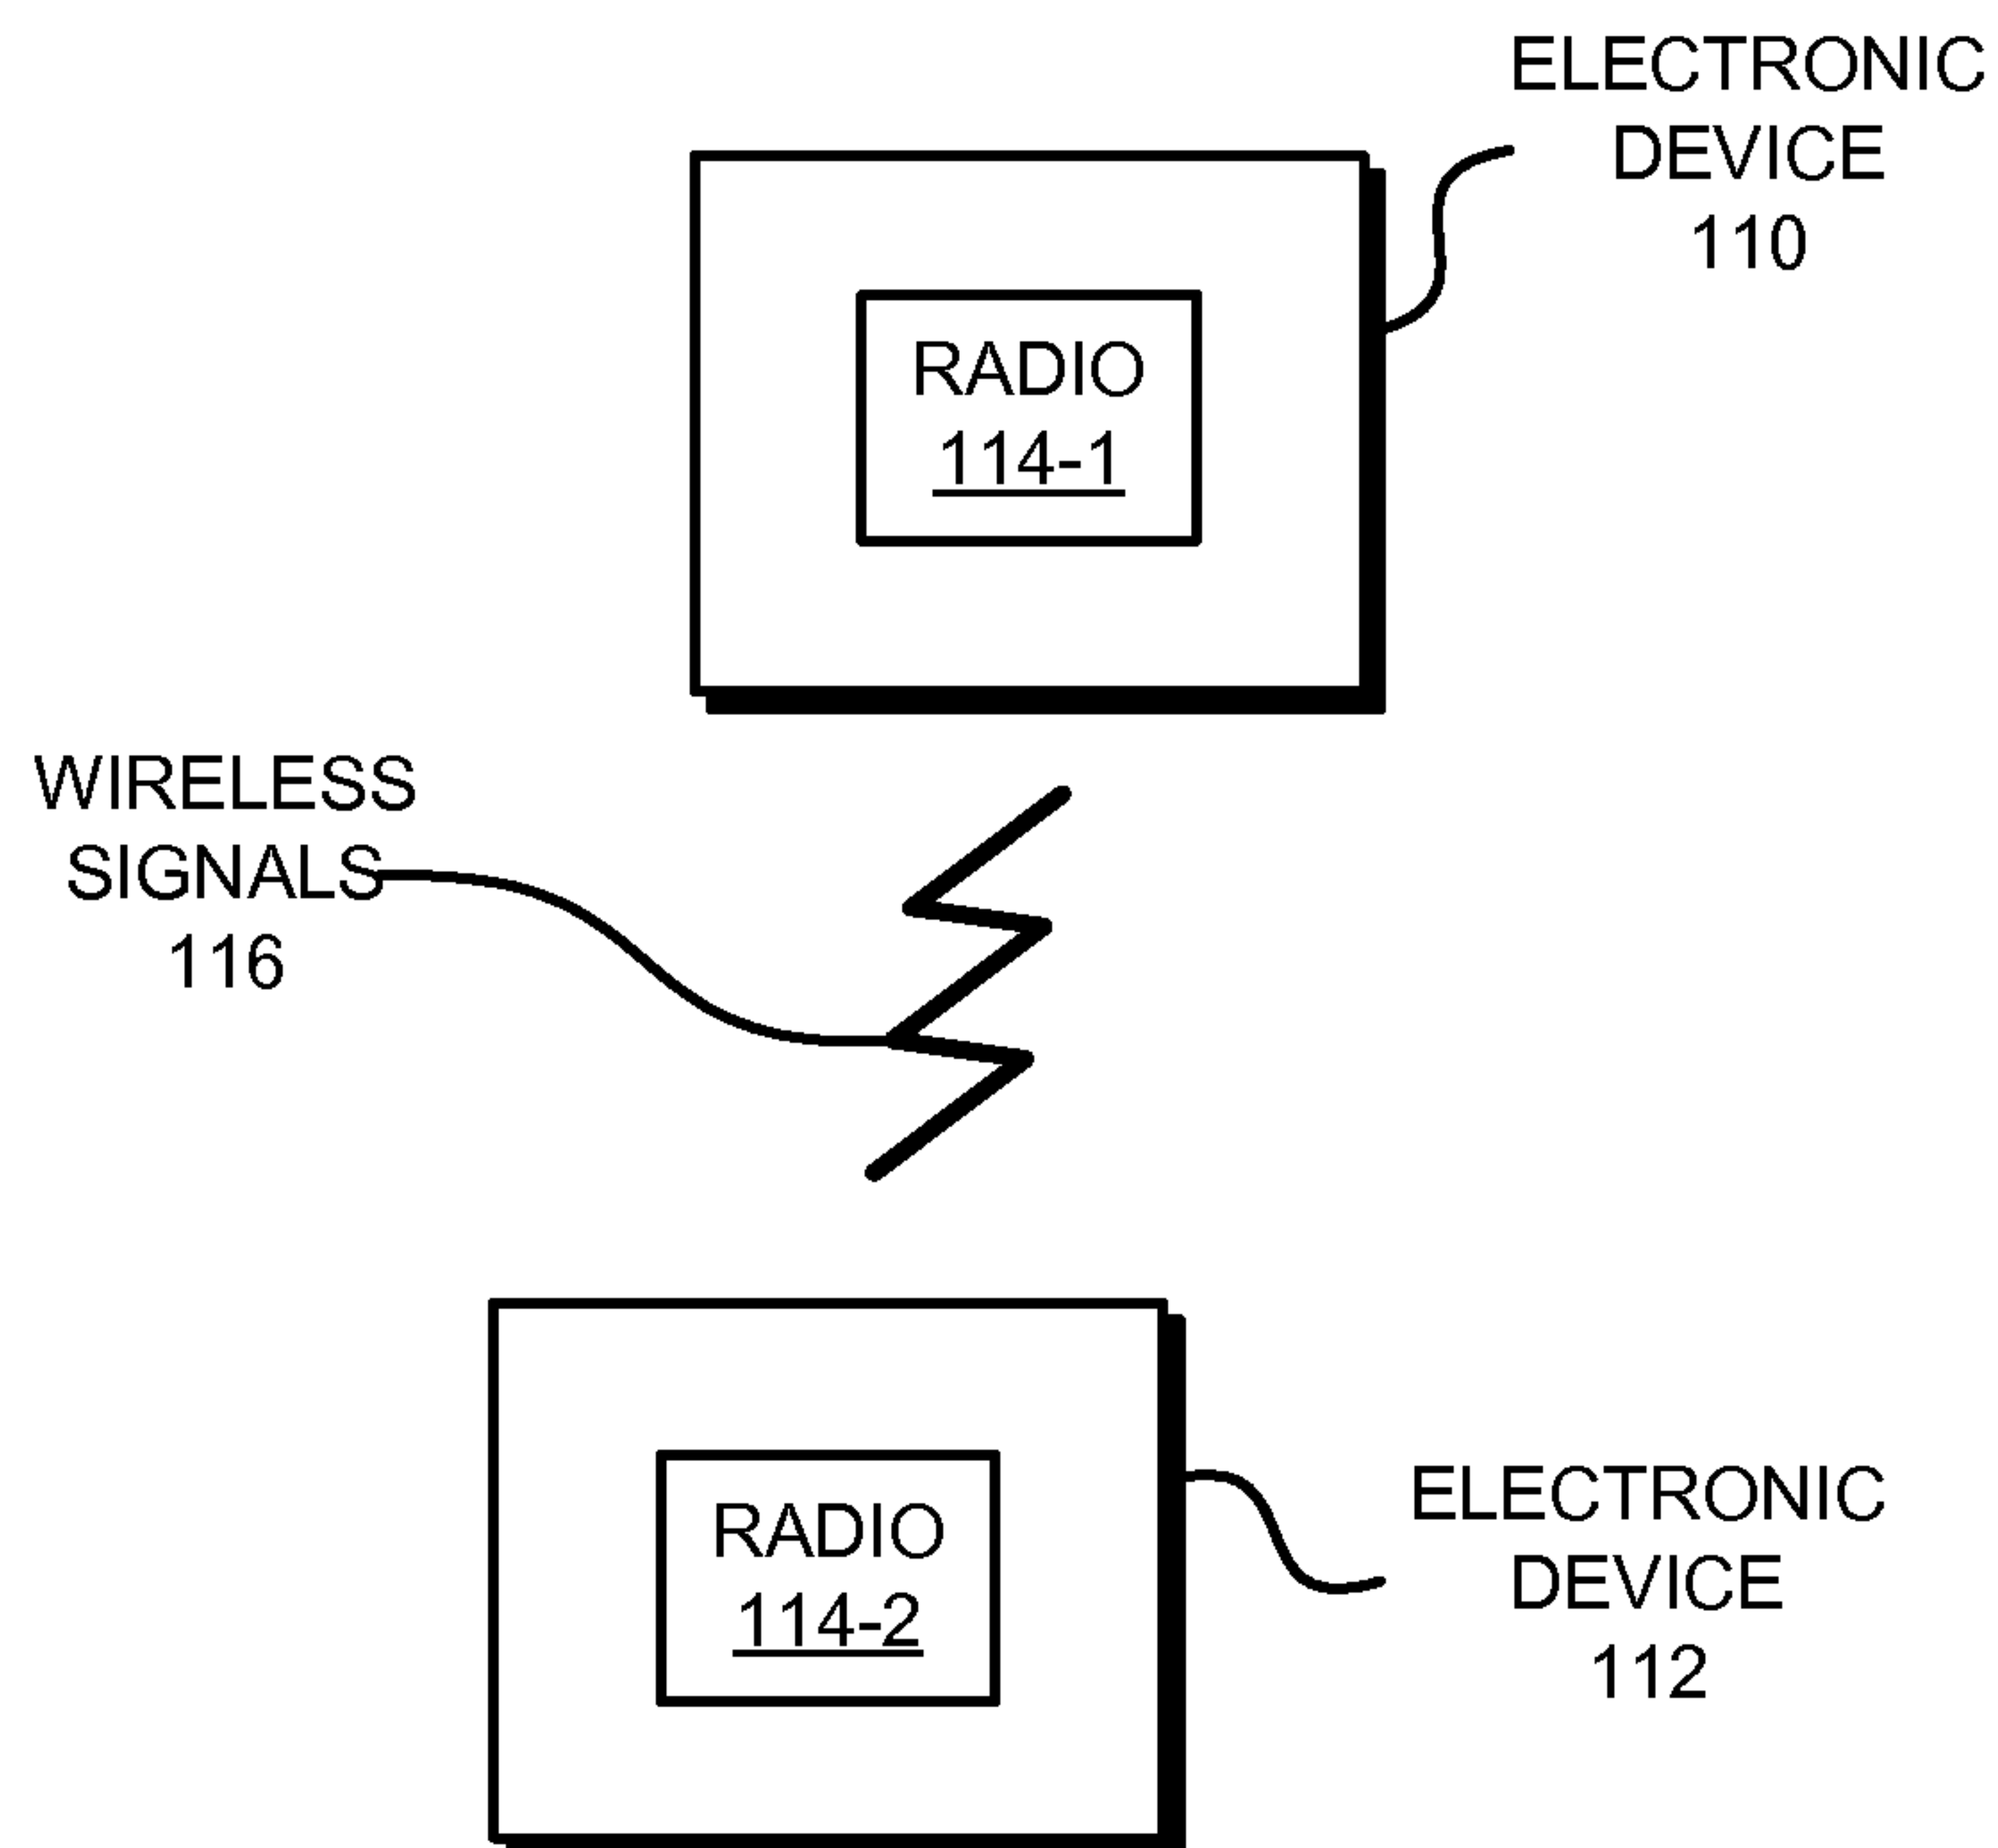 ELECTRONIC
DEVICE
110
RADIO
114-1
WIRELESS
SIGNALS
116
RADIO
114-2
ELECTRONIC
DEVICE
112